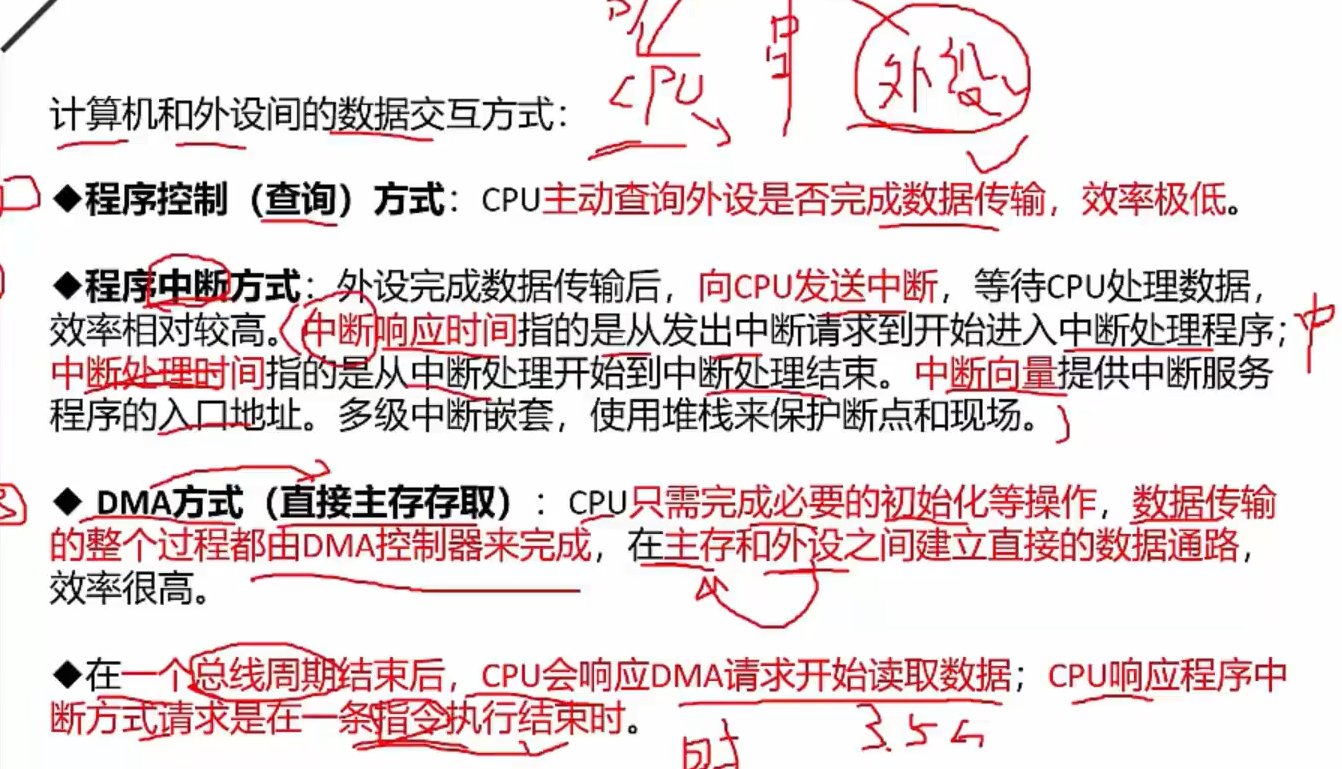 CPU
中
外设
计算机和外设间的数据交互方式：
◆程序控制（查询）方式：CPU主动查询外设是否完成数据传输，效率极低。
◆程序中断方式：外设完成数据传输后，向CPU发送中断，等待CPU处理数据，
效率相对较高。中断响应时间指的是从发出中断请求到开始进入中断处理程序；
中断处理时间指的是从中断处理开始到中断处理结束。中断向量提供中断服务
程序的入口地址。多级中断嵌套，使用堆栈来保护断点和现场。
中
◆ DMA方式（直接主存存取）：CPU只需完成必要的初始化等操作，数据传输
的整个过程都由DMA控制器来完成，在主存和外设之间建立直接的数据通路，
效率很高。
◆在一个总线周期结束后，CPU会响应DMA请求开始读取数据；CPU响应程序中
断方式请求是在一条指令执行结束时。
时
3.5G